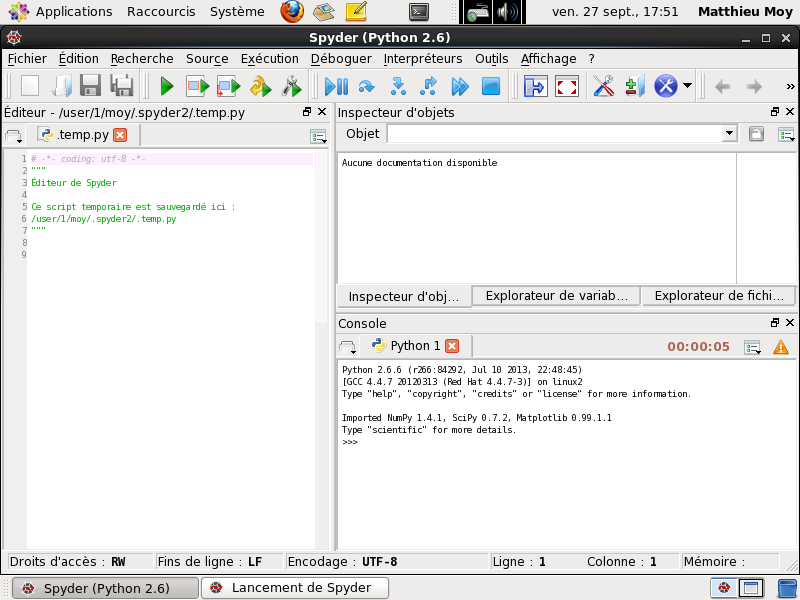 Applications Raccourcis Système ven. 27 sept., 17:51 Matthieu Moy
Spyder (Python 2.6)
Fichier Édition Recherche Source Exécution Déboguer Interpréteurs Outils Affichage ?
»
Éditeur - /user/1/moy/.spyder2/.temp.py
.temp.py
1 # -*- coding: utf-8 -*-
2 """
3 Éditeur de Spyder
4
5 Ce script temporaire est sauvegardé ici :
6 /user/1/moy/.spyder2/.temp.py
7 """
8
9
Inspecteur d'objets
Objet
Aucune documentation disponible
Inspecteur d'obj... Explorateur de variab... Explorateur de fichi...
Console
Python 1 00:00:05
Python 2.6.6 (r266:84292, Jul 10 2013, 22:48:45)
[GCC 4.4.7 20120313 (Red Hat 4.4.7-3)] on linux2
Type "help", "copyright", "credits" or "license" for more information.
Imported NumPy 1.4.1, SciPy 0.7.2, Matplotlib 0.99.1.1
Type "scientific" for more details.
>>>
Droits d'accès : RW Fins de ligne : LF Encodage : UTF-8 Ligne : 1 Colonne : 1 Mémoire :
Spyder (Python 2.6) Lancement de Spyder